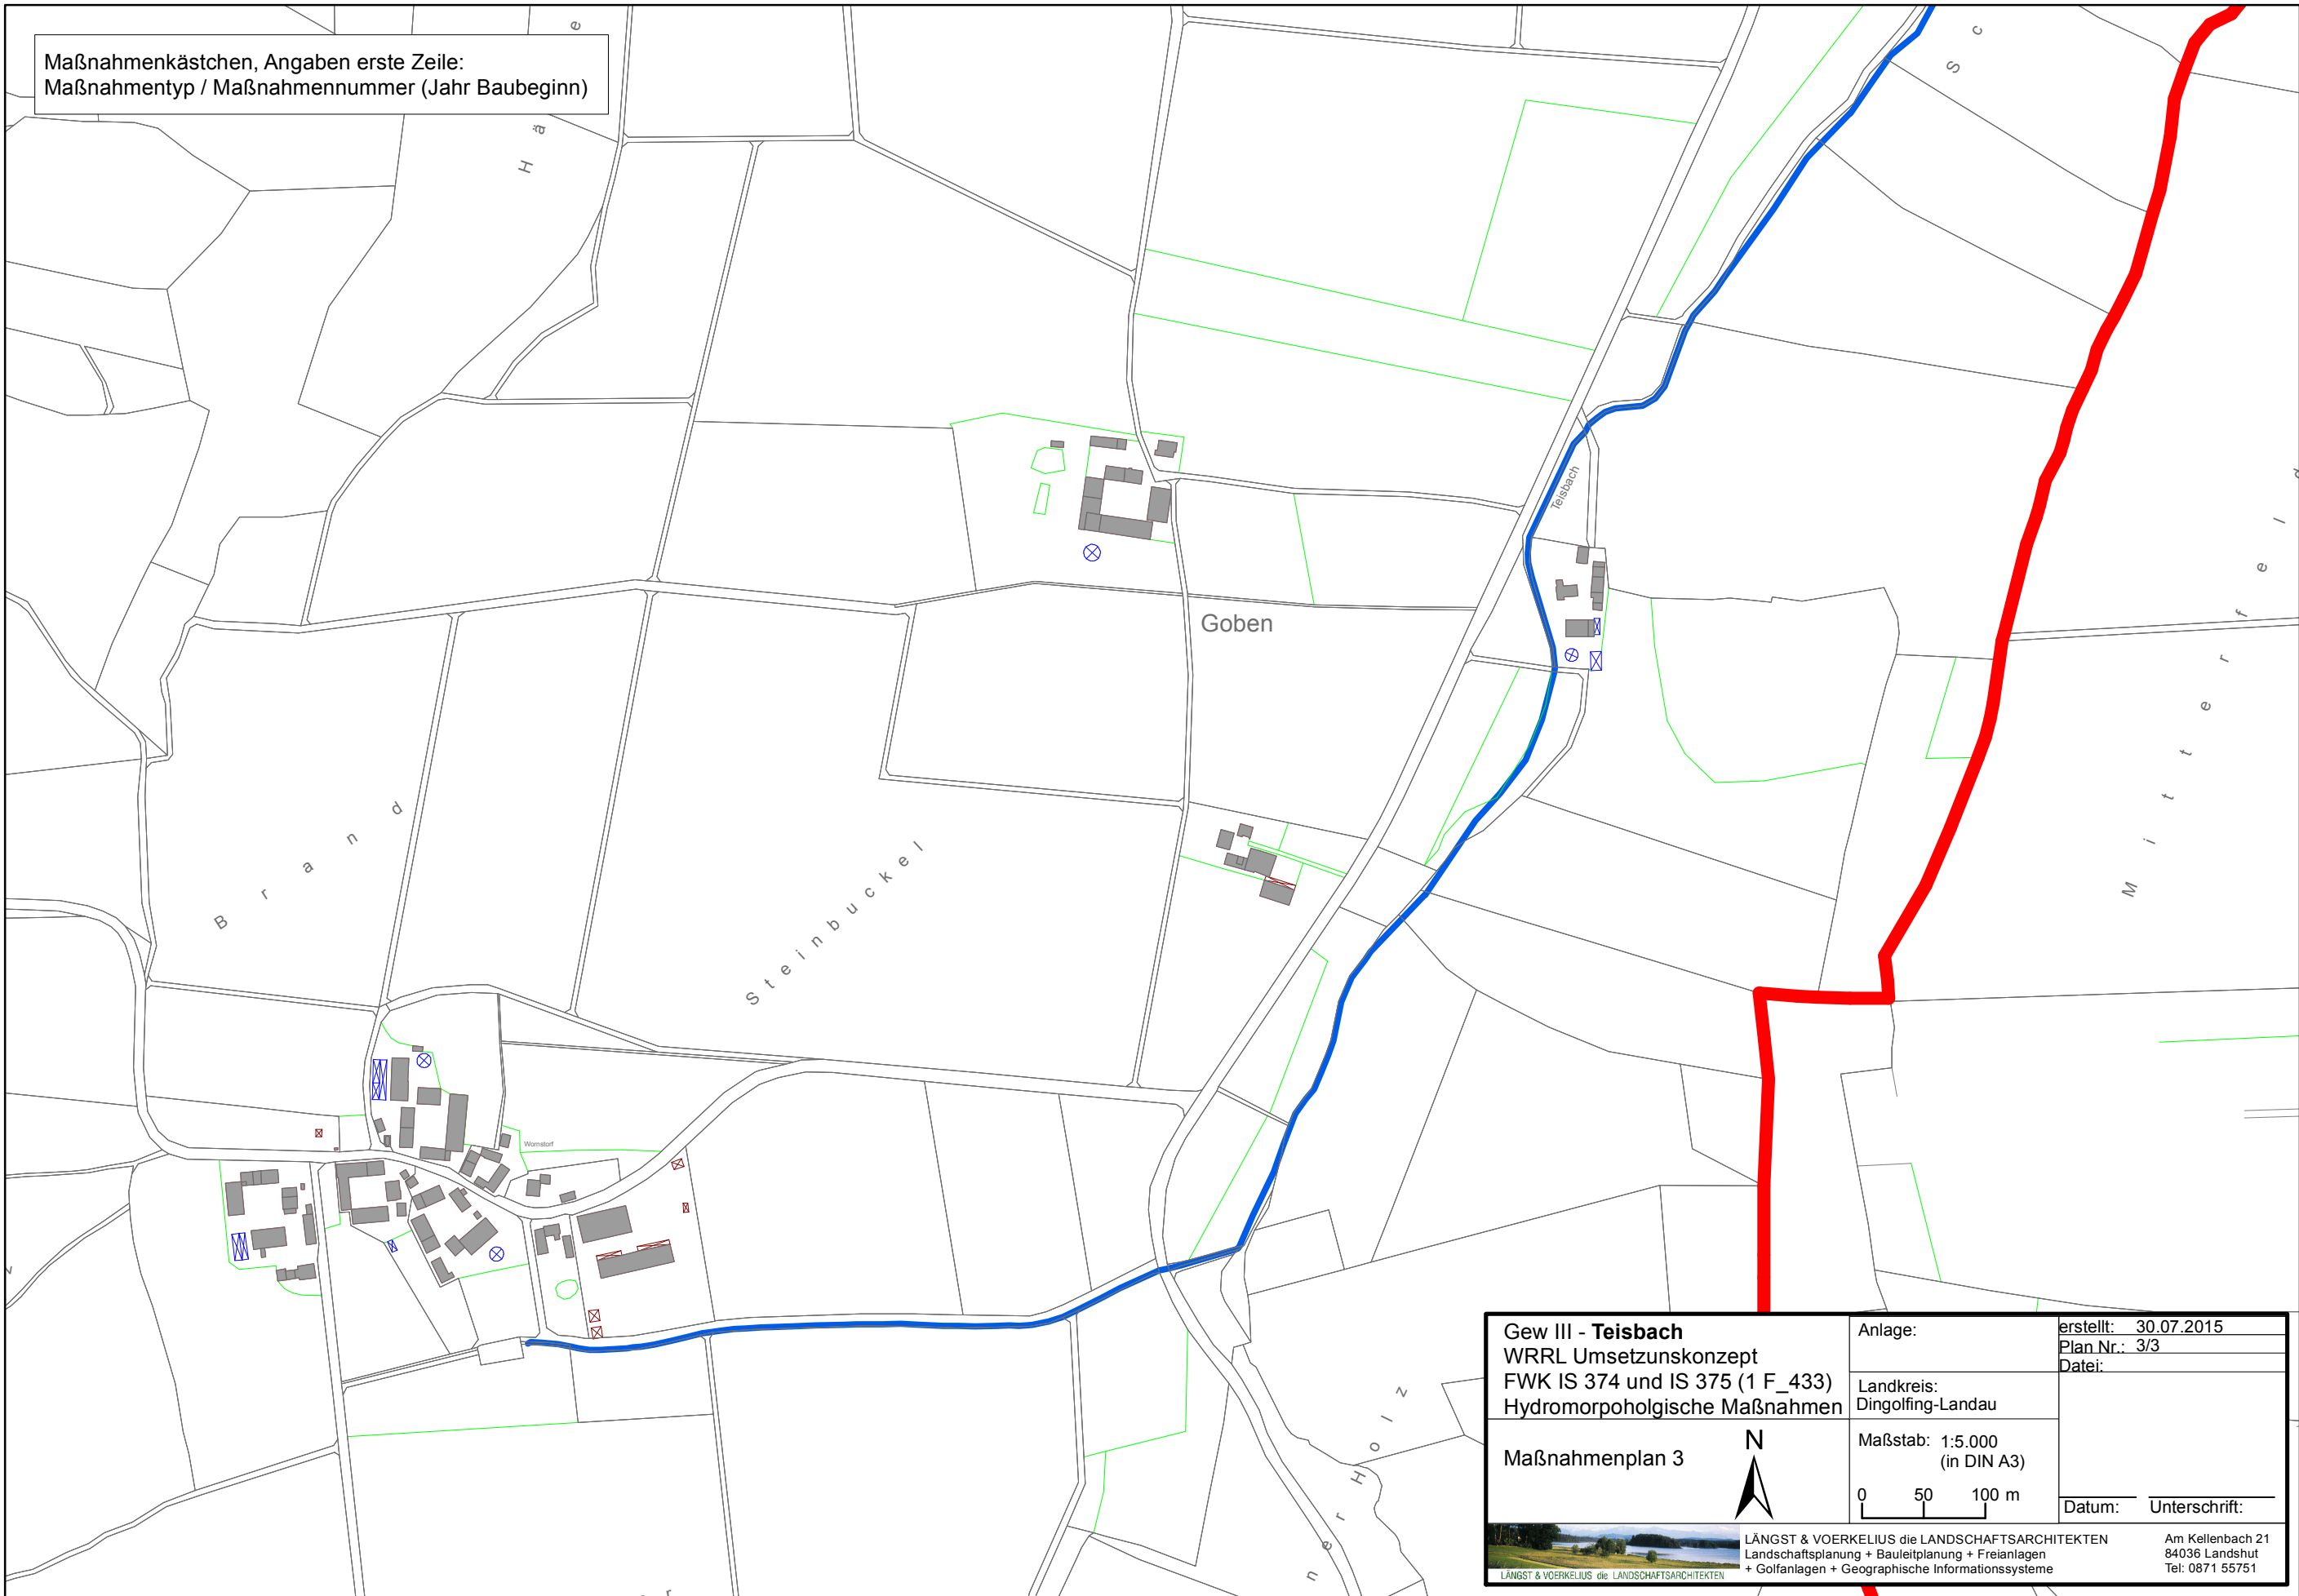 Maßnahmenkästchen, Angaben erste Zeile:
Maßnahmentyp / Maßnahmennummer (Jahr Baubeginn)
H ä e
S c
Teisbach
Goben
M i t t e r f e l d
B r a n d
S t e i n b u c k e l
Wornstorf
z
n e r H o l z
r
Gew III - Teisbach
WRRL Umsetzunskonzept
FWK IS 374 und IS 375 (1 F_433)
Hydromorpoholgische Maßnahmen
Maßnahmenplan 3
N
Anlage:
Landkreis:
Dingolfing-Landau
Maßstab: 1:5.000
(in DIN A3)
0 50 100 m
erstellt: 30.07.2015
Plan Nr.: 3/3
Datei:
Datum: Unterschrift:
LÄNGST & VOERKELIUS die LANDSCHAFTSARCHITEKTEN
LÄNGST & VOERKELIUS die LANDSCHAFTSARCHITEKTEN
Landschaftsplanung + Bauleitplanung + Freianlagen
+ Golfanlagen + Geographische Informationssysteme
Am Kellenbach 21
84036 Landshut
Tel: 0871 55751